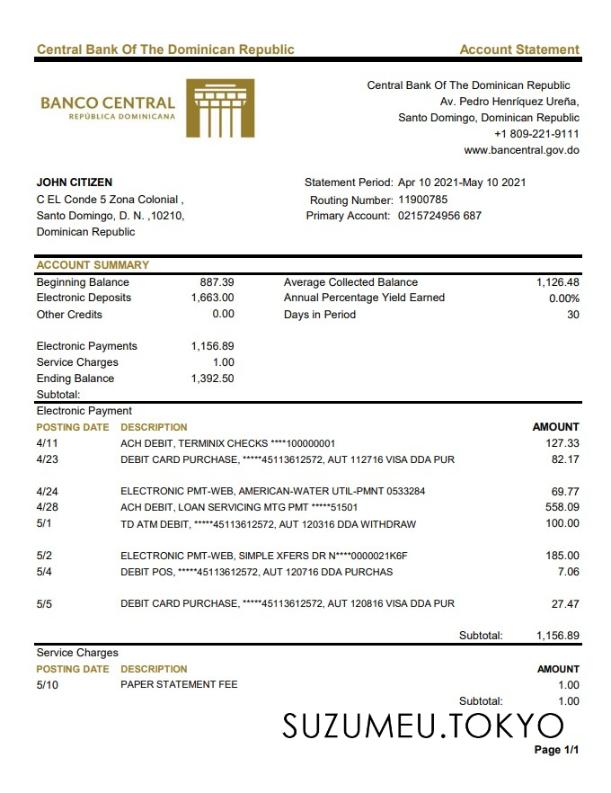 Central Bank Of The Dominican Republic Account Statement
BANCO CENTRAL
REPÚBLICA DOMINICANA
Central Bank Of The Dominican Republic
Av. Pedro Henríquez Ureña,
Santo Domingo, Dominican Republic
+1 809-221-9111
www.bancentral.gov.do
JOHN CITIZEN
C EL Conde 5 Zona Colonial ,
Santo Domingo, D. N. ,10210,
Dominican Republic
Statement Period: Apr 10 2021-May 10 2021
Routing Number: 11900785
Primary Account: 0215724956 687
ACCOUNT SUMMARY
Beginning Balance 887.39 Average Collected Balance 1,126.48
Electronic Deposits 1,663.00 Annual Percentage Yield Earned 0.00%
Other Credits 0.00 Days in Period 30
Electronic Payments 1,156.89
Service Charges 1.00
Ending Balance 1,392.50
Subtotal:
Electronic Payment
POSTING DATE DESCRIPTION AMOUNT
4/11 ACH DEBIT, TERMINIX CHECKS ****100000001 127.33
4/23 DEBIT CARD PURCHASE, *****45113612572, AUT 112716 VISA DDA PUR 82.17
4/24 ELECTRONIC PMT-WEB, AMERICAN-WATER UTIL-PMNT 0533284 69.77
4/28 ACH DEBIT, LOAN SERVICING MTG PMT *****51501 558.09
5/1 TD ATM DEBIT, *****45113612572, AUT 120316 DDA WITHDRAW 100.00
5/2 ELECTRONIC PMT-WEB, SIMPLE XFERS DR N****0000021K6F 185.00
5/4 DEBIT POS, *****45113612572, AUT 120716 DDA PURCHAS 7.06
5/5 DEBIT CARD PURCHASE, *****45113612572, AUT 120816 VISA DDA PUR 27.47
Subtotal: 1,156.89
Service Charges
POSTING DATE DESCRIPTION AMOUNT
5/10 PAPER STATEMENT FEE 1.00
Subtotal: 1.00
SUZUMEU.TOKYO
Page 1/1